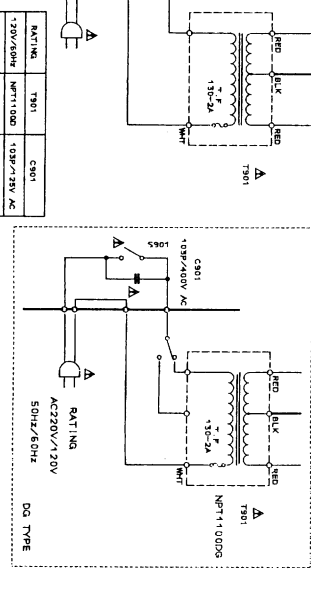 RED
BLK
RED
T.F
130-2A
WHT
T901
RATING
T901
C901
120V/60Hz
NPT1100D
103P/125V AC
S901
C901
103P/400V AC
RED
BLK
RED
T.F
130-2A
WHT
T901
NPT1100DG
RATING
AC220V/120V
50Hz/60Hz
DG TYPE